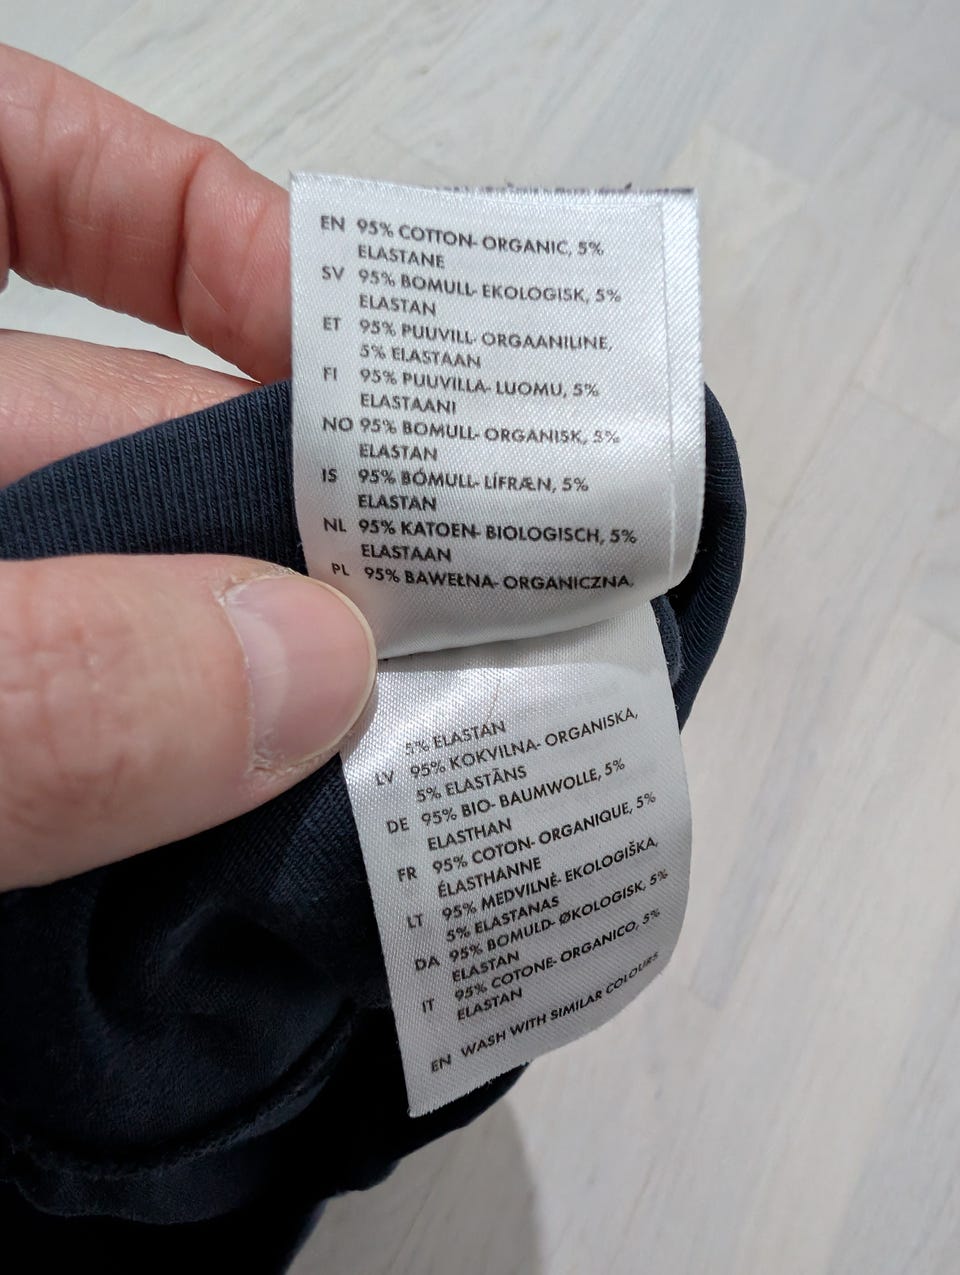 EN 95% COTTON- ORGANIC, 5%
ELASTANE
SV 95% BOMULL- EKOLOGISK, 5%
ELASTAN
ET 95% PUUVILL- ORGAANILINE,
5% ELASTAAN
FI 95% PUUVILLA- LUOMU, 5%
ELASTAANI
NO 95% BOMULL- ORGANISK, 5%
ELASTAN
IS 95% BÓMULL- LÍFRÆN, 5%
ELASTAN
NL 95% KATOEN- BIOLOGISCH, 5%
ELASTAAN
PL 95% BAWEŁNA- ORGANICZNA,
5% ELASTAN
LV 95% KOKVILNA- ORGANISKA,
5% ELASTĀNS
DE 95% BIO- BAUMWOLLE, 5%
ELASTHAN
FR 95% COTON- ORGANIQUE, 5%
ÉLASTHANNE
LT 95% MEDVILNĖ- EKOLOGIŠKA,
5% ELASTANAS
DA 95% BOMULD- ØKOLOGISK, 5%
ELASTAN
IT 95% COTONE- ORGANICO, 5%
ELASTAN
EN WASH WITH SIMILAR COLOURS